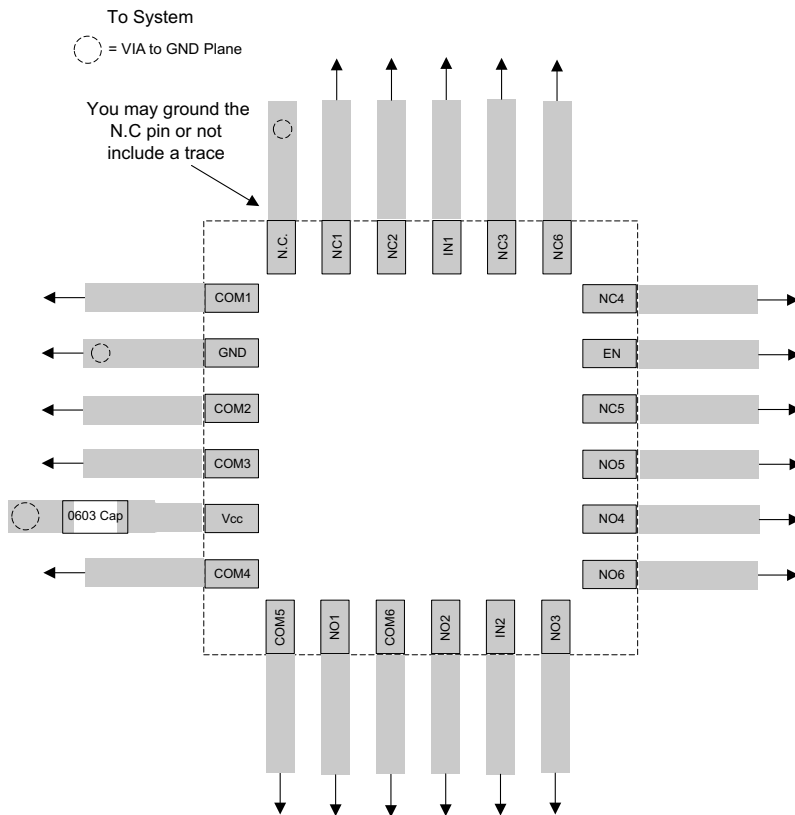 To System
= VIA to GND Plane
You may ground the
N.C pin or not
include a trace
N.C.
NC1
NC2
IN1
NC3
NC6
COM1
GND
COM2
COM3
0603 Cap
Vcc
COM4
NC4
EN
NC5
NO5
NO4
NO6
COM5
NO1
COM6
NO2
IN2
NO3